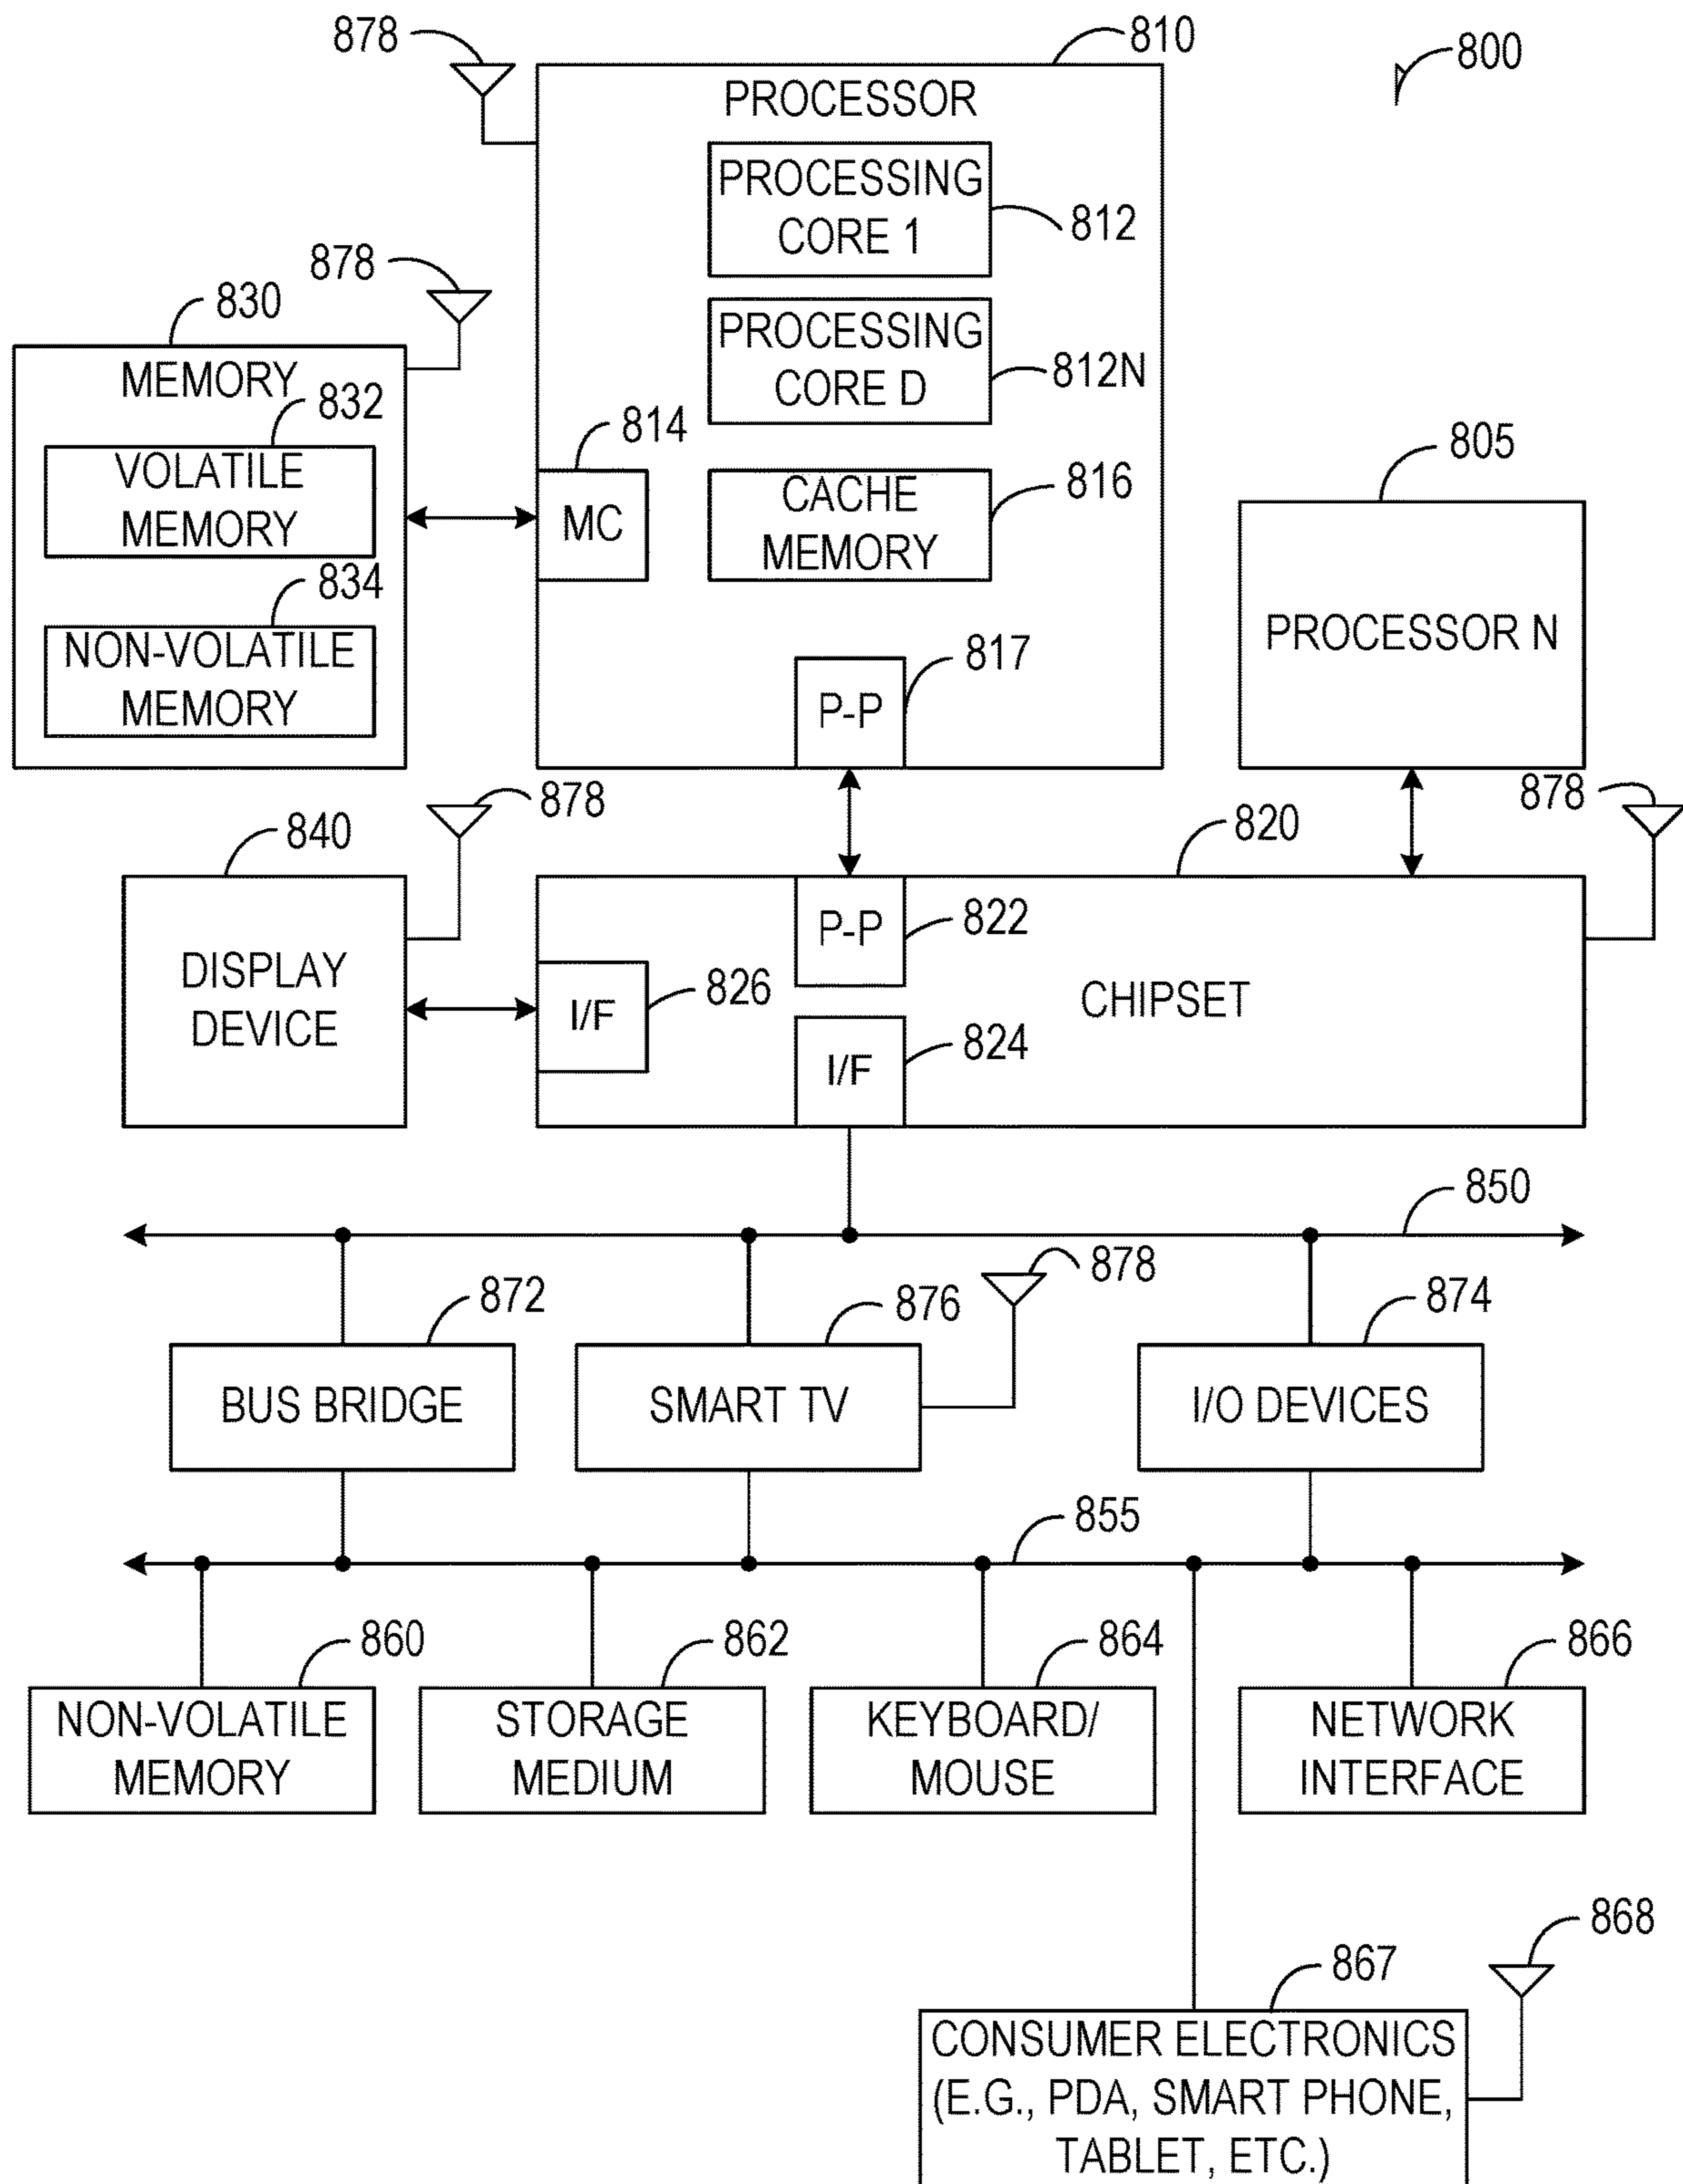 878
810
800
PROCESSOR
PROCESSING
CORE 1
812
878
830
PROCESSING
CORE D
812N
MEMORY
832
814
805
VOLATILE
MEMORY
MC
CACHE
MEMORY
816
834
NON-VOLATILE
MEMORY
817
P-P
PROCESSOR N
878
878
840
820
P-P
822
DISPLAY
DEVICE
I/F
826
CHIPSET
I/F
824
850
872
876
878
874
BUS BRIDGE
SMART TV
I/O DEVICES
855
860
862
864
866
NON-VOLATILE
MEMORY
STORAGE
MEDIUM
KEYBOARD/
MOUSE
NETWORK
INTERFACE
867
868
CONSUMER ELECTRONICS
(E.G., PDA, SMART PHONE,
TABLET, ETC.)